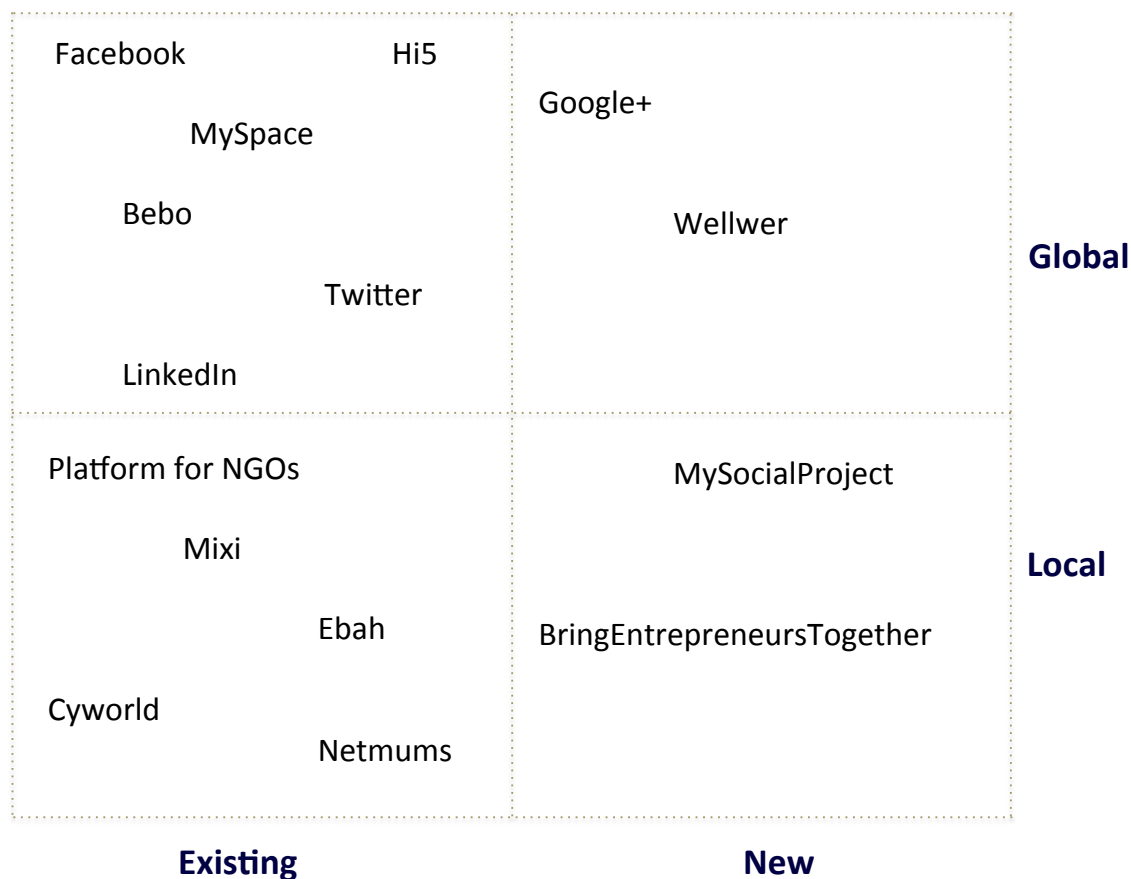 Facebook
Hi5
Google+
MySpace
Bebo
Wellwer
Global
Twitter
LinkedIn
Platform for NGOs
MySocialProject
Mixi
Local
Ebah
BringEntrepreneursTogether
Cyworld
Netmums
Existing
New